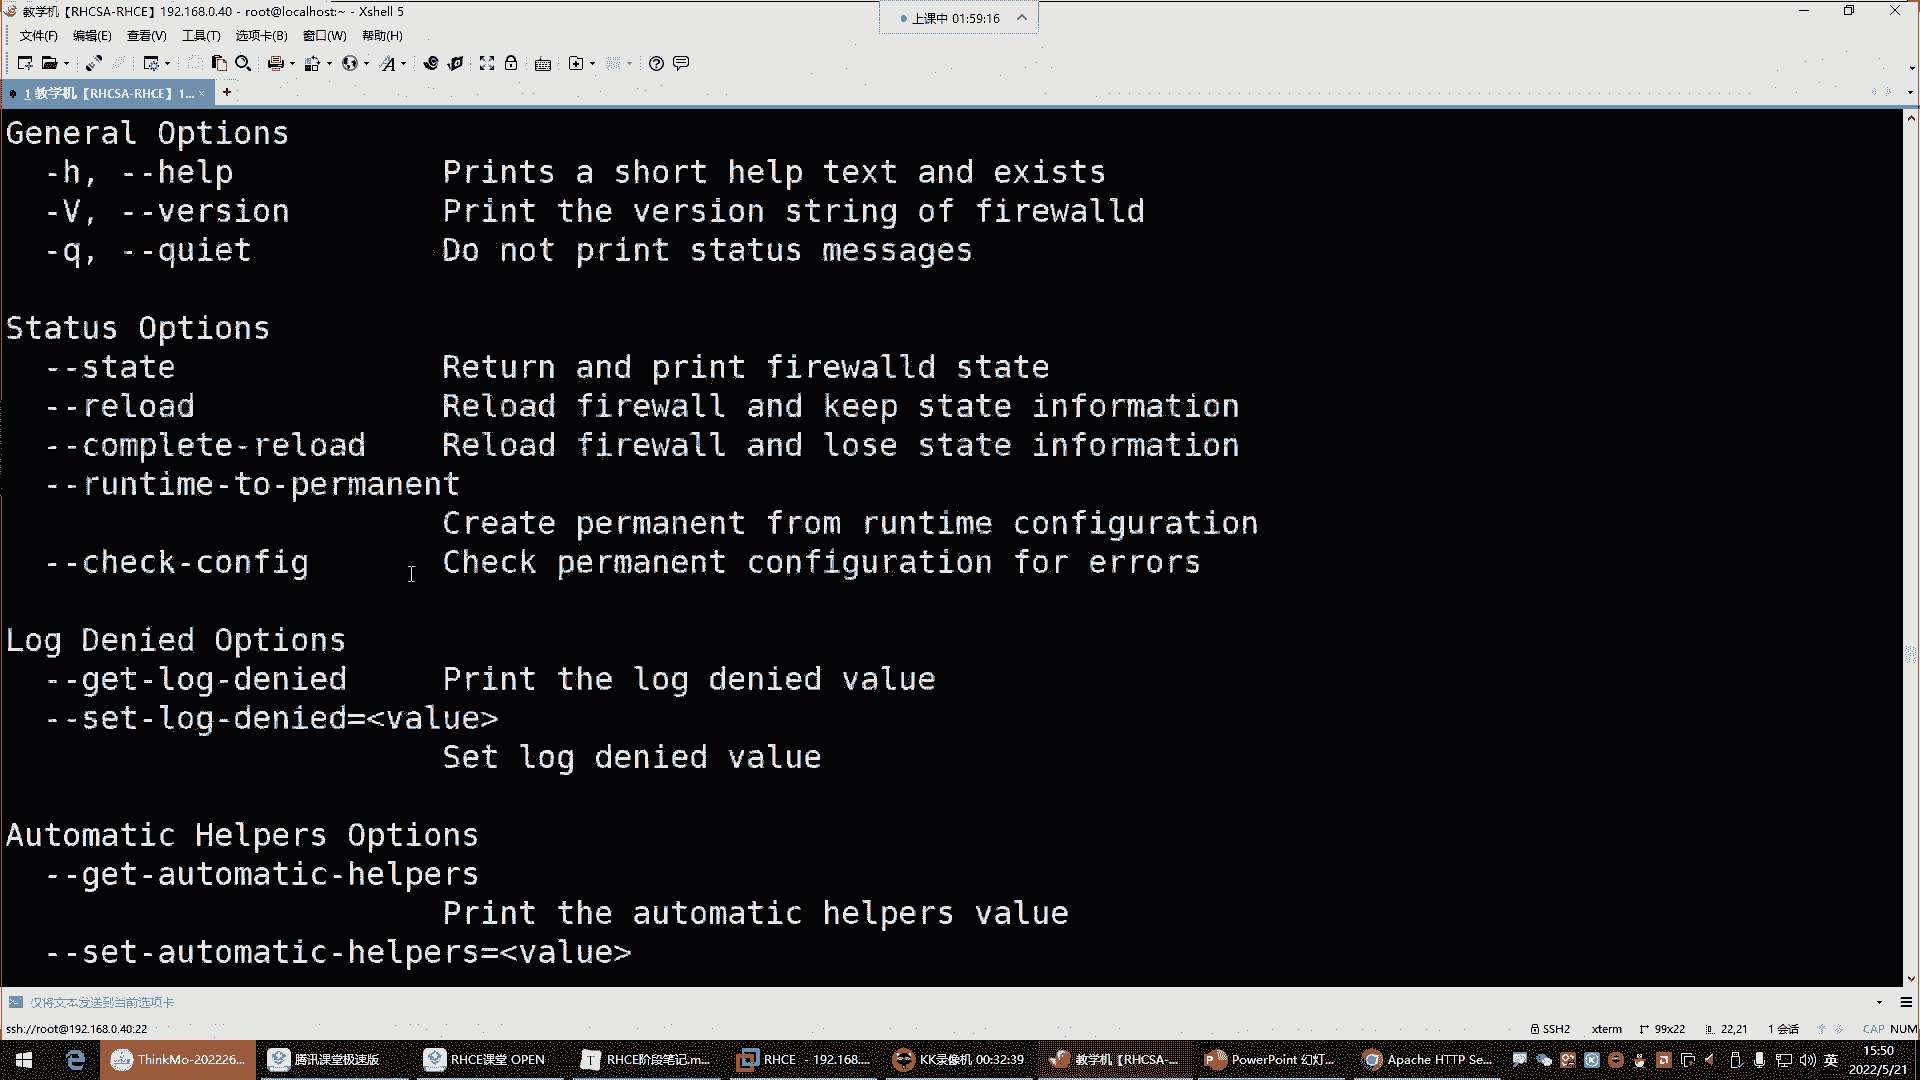 教学机【RHCSA-RHCE】192.168.0.40 - root@localhost:~ - Xshell 5
上课中 01:59:16
文件(F) 编辑(E) 查看(V) 工具(T) 选项卡(B) 窗口(W) 帮助(H)
1 教学机【RHCSA-RHCE】1... × +
General Options
-h, --help Prints a short help text and exists
-V, --version Print the version string of firewalld
-q, --quiet Do not print status messages
Status Options
--state Return and print firewalld state
--reload Reload firewall and keep state information
--complete-reload Reload firewall and lose state information
--runtime-to-permanent
Create permanent from runtime configuration
--check-config Check permanent configuration for errors
Log Denied Options
--get-log-denied Print the log denied value
--set-log-denied=<value>
Set log denied value
Automatic Helpers Options
--get-automatic-helpers
Print the automatic helpers value
--set-automatic-helpers=<value>
仅将文本发送到当前选项卡
ssh://root@192.168.0.40:22 SSH2 xterm 99x22 22,21 1 会话 CAP NUM
ThinkMo-202226... 腾讯课堂极速版 RHCE课堂 OPEN RHCE阶段笔记.m... RHCE - 192.168.... KK录像机 00:32:39 教学机【RHCSA-... PowerPoint 幻灯... Apache HTTP Se... 英 15:50
2022/5/21